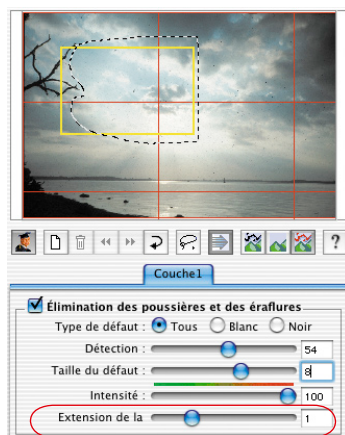 ?
Couche1
Élimination des poussières et des éraflures
Type de défaut : Tous Blanc Noir
Détection : 54
Taille du défaut : 8
Intensité : 100
Extension de la 1